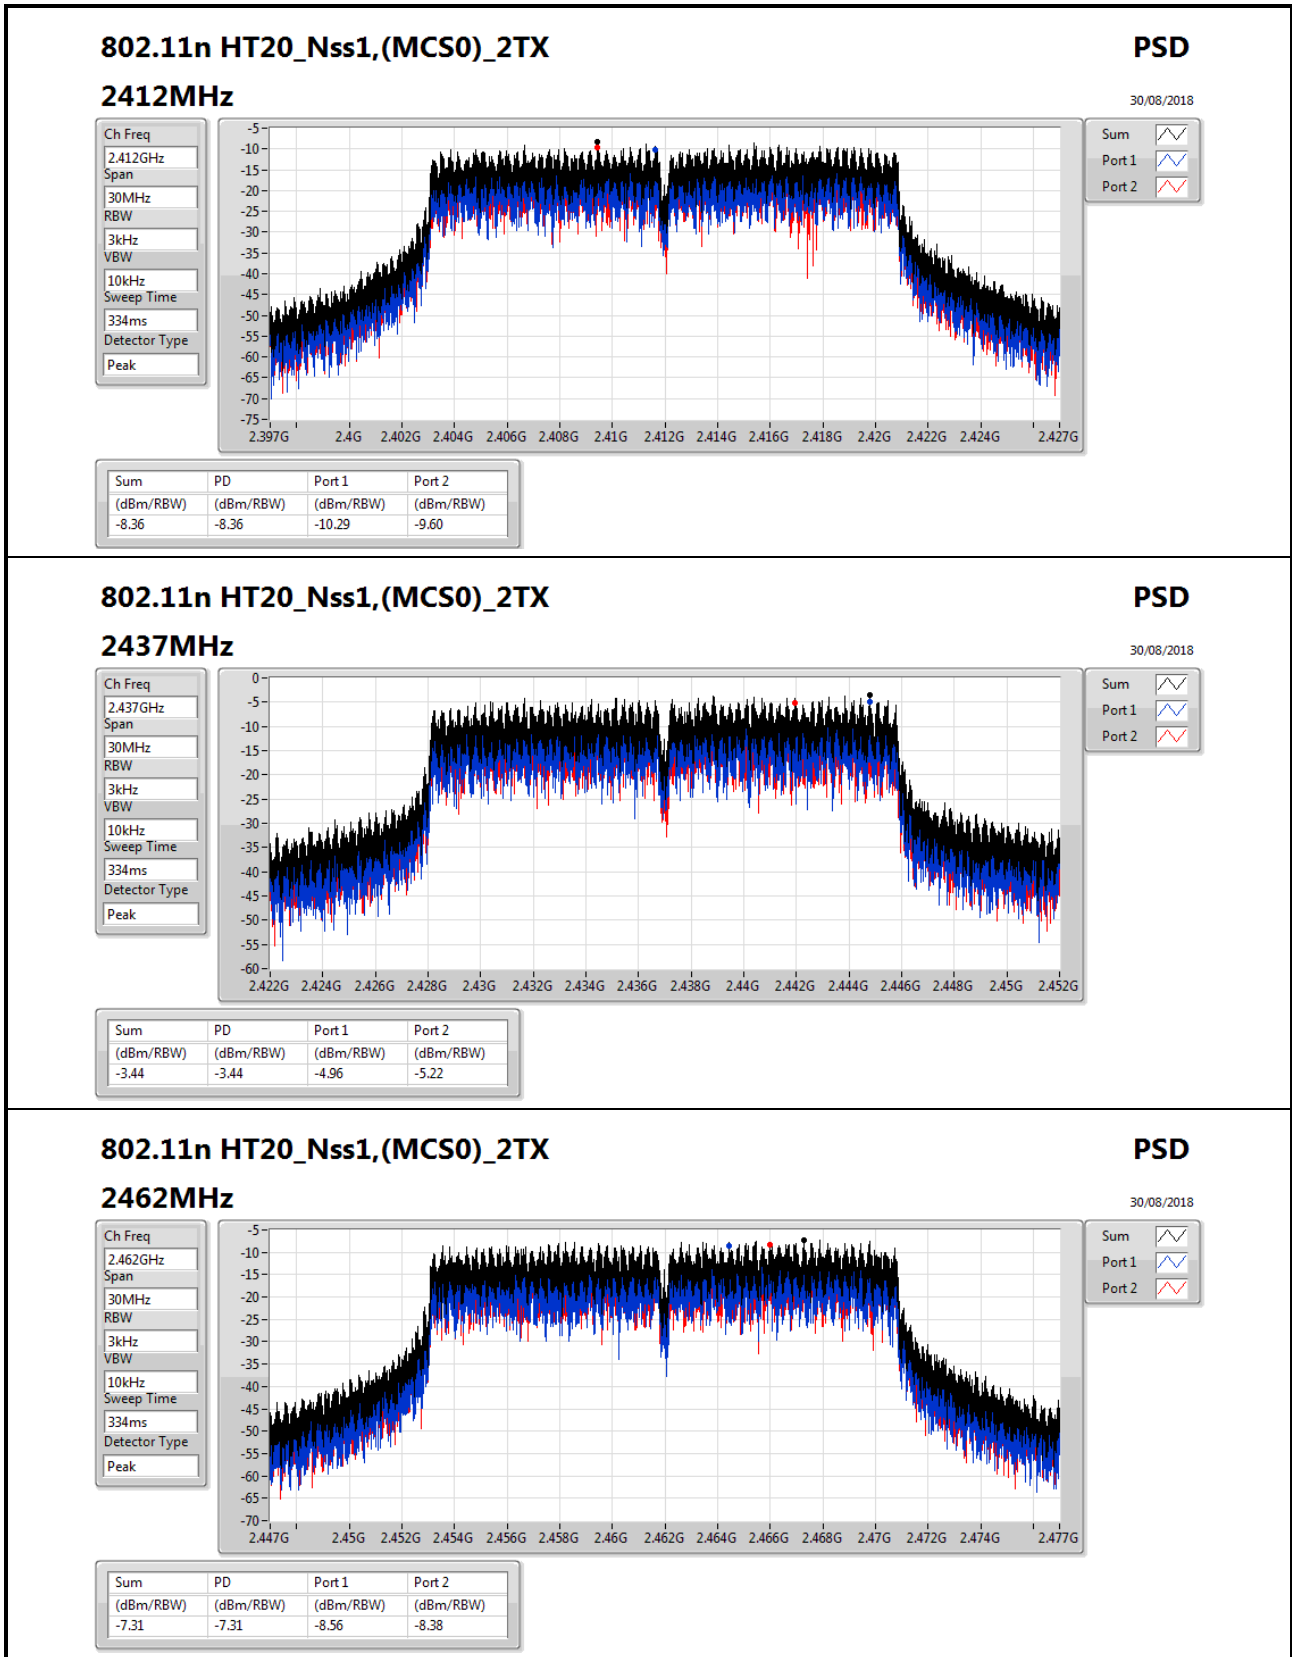 802.11n HT20_Nss1,(MCS0)_2TX PSD
2412MHz 30/08/2018
Ch Freq
2.412GHz
Span
30MHz
RBW
3kHz
VBW
10kHz
Sweep Time
334ms
Detector Type
Peak
-5
-10
-15
-20
-25
-30
-35
-40
-45
-50
-55
-60
-65
-70
-75
2.397G 2.4G 2.402G 2.404G 2.406G 2.408G 2.41G 2.412G 2.414G 2.416G 2.418G 2.42G 2.422G 2.424G 2.427G
Sum
Port 1
Port 2
Sum PD Port 1 Port 2
(dBm/RBW) (dBm/RBW) (dBm/RBW) (dBm/RBW)
-8.36 -8.36 -10.29 -9.60
802.11n HT20_Nss1,(MCS0)_2TX PSD
2437MHz 30/08/2018
Ch Freq
2.437GHz
Span
30MHz
RBW
3kHz
VBW
10kHz
Sweep Time
334ms
Detector Type
Peak
0
-5
-10
-15
-20
-25
-30
-35
-40
-45
-50
-55
-60
2.422G 2.424G 2.426G 2.428G 2.43G 2.432G 2.434G 2.436G 2.438G 2.44G 2.442G 2.444G 2.446G 2.448G 2.45G 2.452G
Sum
Port 1
Port 2
Sum PD Port 1 Port 2
(dBm/RBW) (dBm/RBW) (dBm/RBW) (dBm/RBW)
-3.44 -3.44 -4.96 -5.22
802.11n HT20_Nss1,(MCS0)_2TX PSD
2462MHz 30/08/2018
Ch Freq
2.462GHz
Span
30MHz
RBW
3kHz
VBW
10kHz
Sweep Time
334ms
Detector Type
Peak
-5
-10
-15
-20
-25
-30
-35
-40
-45
-50
-55
-60
-65
-70
2.447G 2.45G 2.452G 2.454G 2.456G 2.458G 2.46G 2.462G 2.464G 2.466G 2.468G 2.47G 2.472G 2.474G 2.477G
Sum
Port 1
Port 2
Sum PD Port 1 Port 2
(dBm/RBW) (dBm/RBW) (dBm/RBW) (dBm/RBW)
-7.31 -7.31 -8.56 -8.38